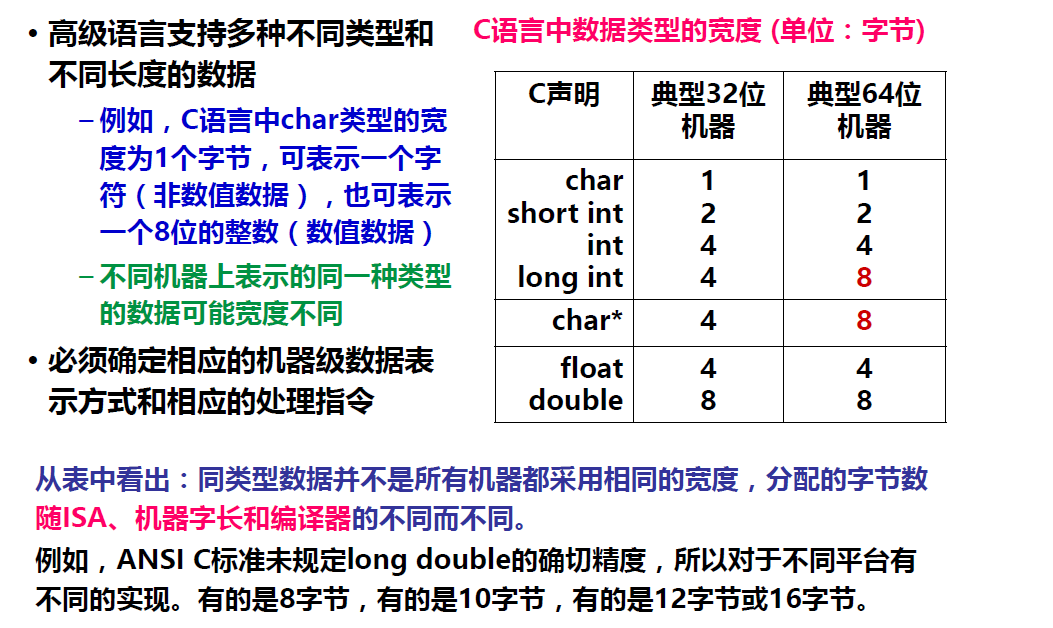 • 高级语言支持多种不同类型和
不同长度的数据
– 例如，C语言中char类型的宽
度为1个字节，可表示一个字
符（非数值数据），也可表示
一个8位的整数（数值数据）
– 不同机器上表示的同一种类型
的数据可能宽度不同
• 必须确定相应的机器级数据表
示方式和相应的处理指令
C语言中数据类型的宽度 (单位：字节)
C声明 典型32位 典型64位
机器 机器
char 1 1
short int 2 2
int 4 4
long int 4 8
char* 4 8
float 4 4
double 8 8
从表中看出：同类型数据并不是所有机器都采用相同的宽度，分配的字节数
随ISA、机器字长和编译器的不同而不同。
例如，ANSI C标准未规定long double的确切精度，所以对于不同平台有
不同的实现。有的是8字节，有的是10字节，有的是12字节或16字节。